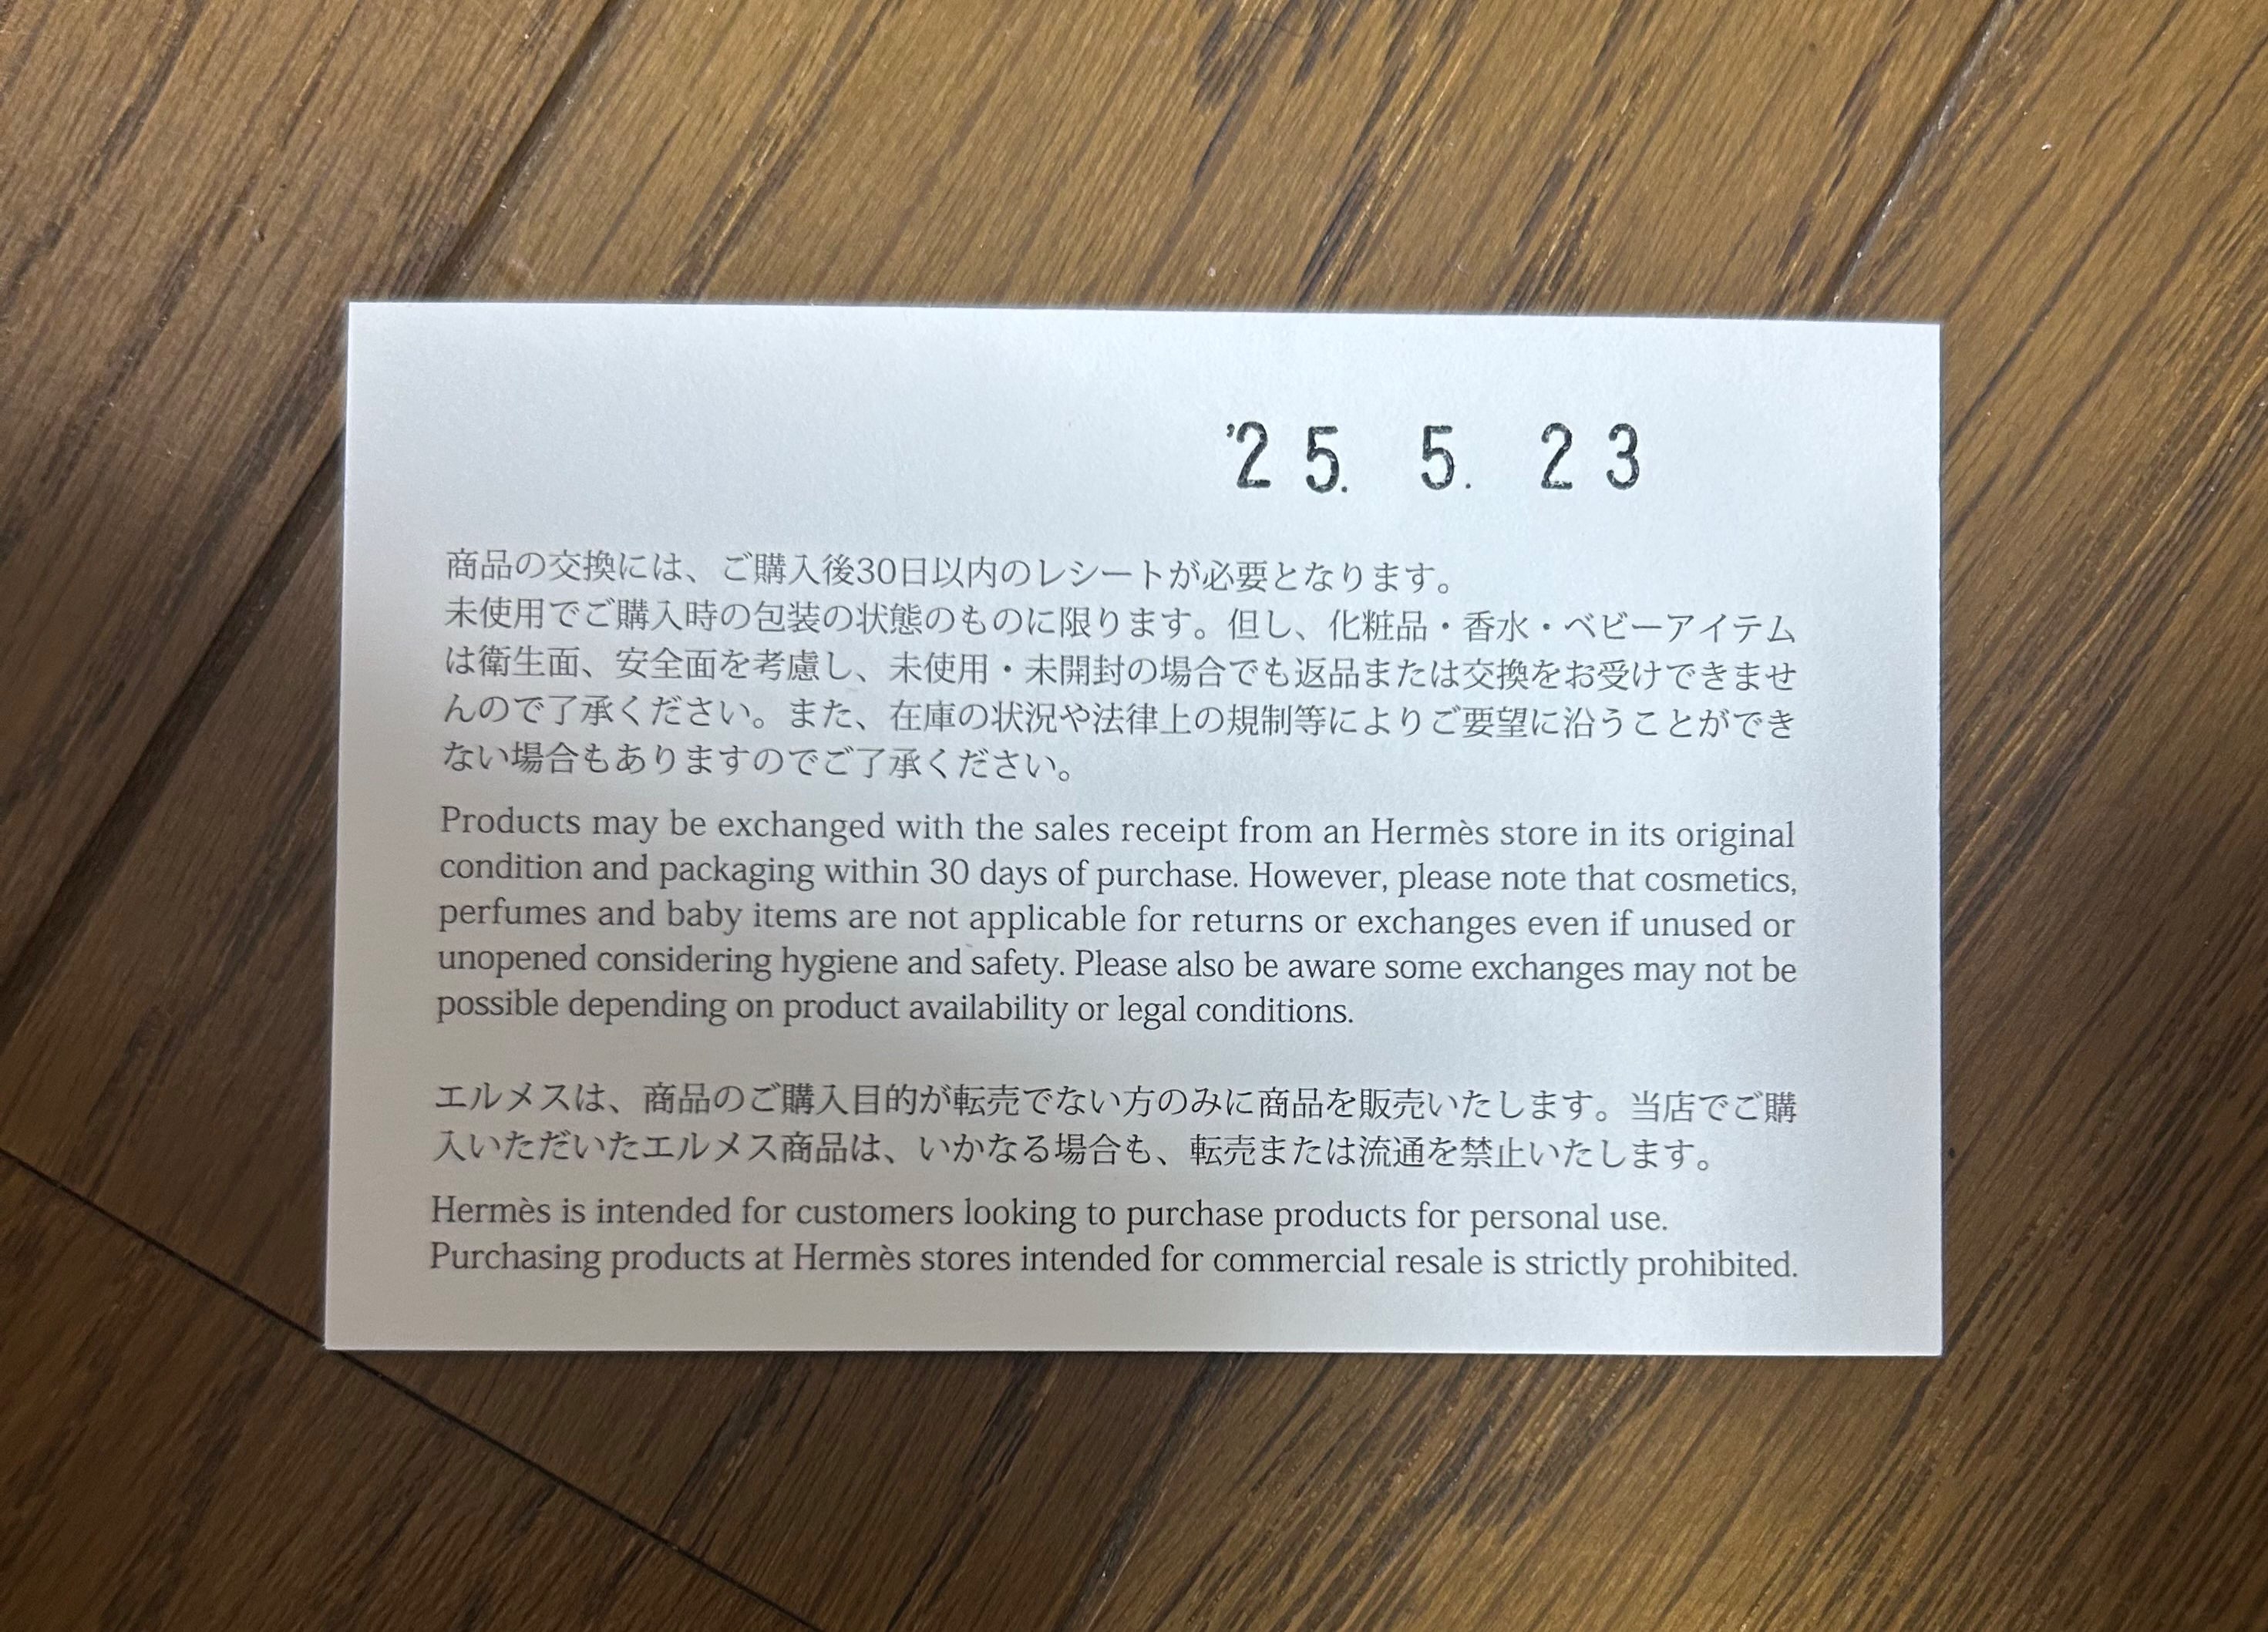 '25. 5. 23
商品の交換には、ご購入後30日以内のレシートが必要となります。
未使用でご購入時の包装の状態のものに限ります。但し、化粧品・香水・ベビーアイテム
は衛生面、安全面を考慮し、未使用・未開封の場合でも返品または交換をお受けできませ
んので了承ください。また、在庫の状況や法律上の規制等によりご要望に沿うことができ
ない場合もありますのでご了承ください。
Products may be exchanged with the sales receipt from an Hermès store in its original
condition and packaging within 30 days of purchase. However, please note that cosmetics,
perfumes and baby items are not applicable for returns or exchanges even if unused or
unopened considering hygiene and safety. Please also be aware some exchanges may not be
possible depending on product availability or legal conditions.
エルメスは、商品のご購入目的が転売でない方のみに商品を販売いたします。当店でご購
入いただいたエルメス商品は、いかなる場合も、転売または流通を禁止いたします。
Hermès is intended for customers looking to purchase products for personal use.
Purchasing products at Hermès stores intended for commercial resale is strictly prohibited.